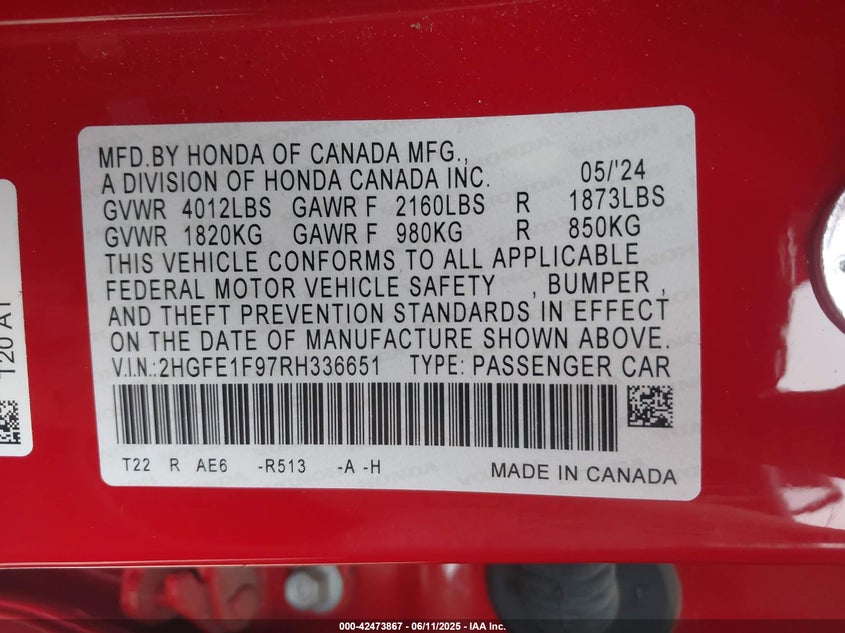 MFD.BY HONDA OF CANADA MFG.,
A DIVISION OF HONDA CANADA INC. 05/'24
GVWR 4012LBS GAWR F 2160LBS R 1873LBS
GVWR 1820KG GAWR F 980KG R 850KG
THIS VEHICLE CONFORMS TO ALL APPLICABLE
FEDERAL MOTOR VEHICLE SAFETY , BUMPER ,
AND THEFT PREVENTION STANDARDS IN EFFECT
ON THE DATE OF MANUFACTURE SHOWN ABOVE.
V.I.N.:2HGFE1F97RH336651 TYPE: PASSENGER CAR
T22 R AE6 -R513 -A -H MADE IN CANADA
T20 A1
000-42473867 - 06/11/2025 - IAA Inc.